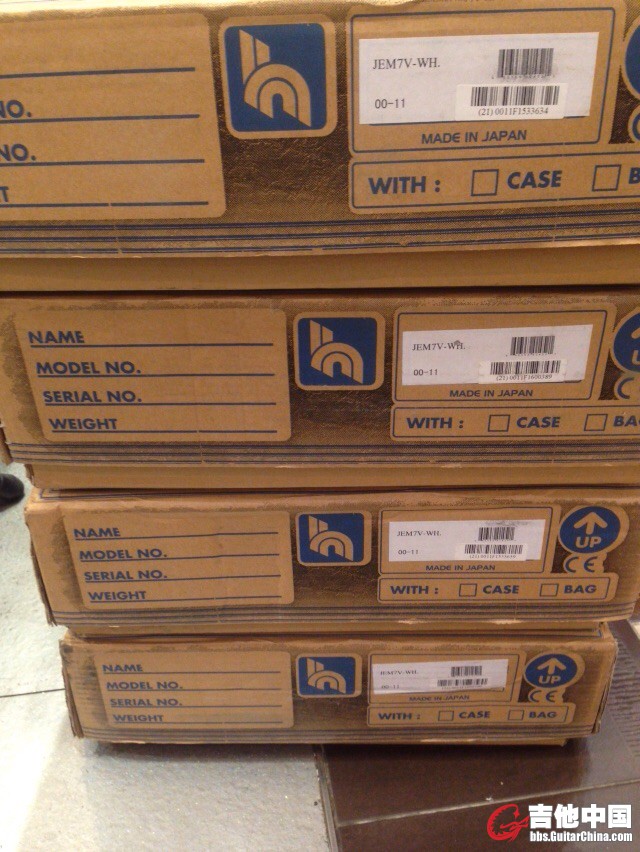 NO.
NO.
T
JEM7V-WH.
00-11
(21) 0011F1533634
MADE IN JAPAN
WITH : CASE B
NAME
MODEL NO.
SERIAL NO.
WEIGHT
JEM7V-WH.
00-11
MADE IN JAPAN
WITH : CASE BAG
NAME
MODEL NO.
SERIAL NO.
WEIGHT
JEM7V-WH.
00-11
MADE IN JAPAN
WITH : CASE BAG
UP
CE
NAME
MODEL NO.
SERIAL NO.
WEIGHT
JEM7V-WH.
00-11
MADE IN JAPAN
WITH : CASE BAG
UP
CE
吉他中国
bbs.GuitarChina.com